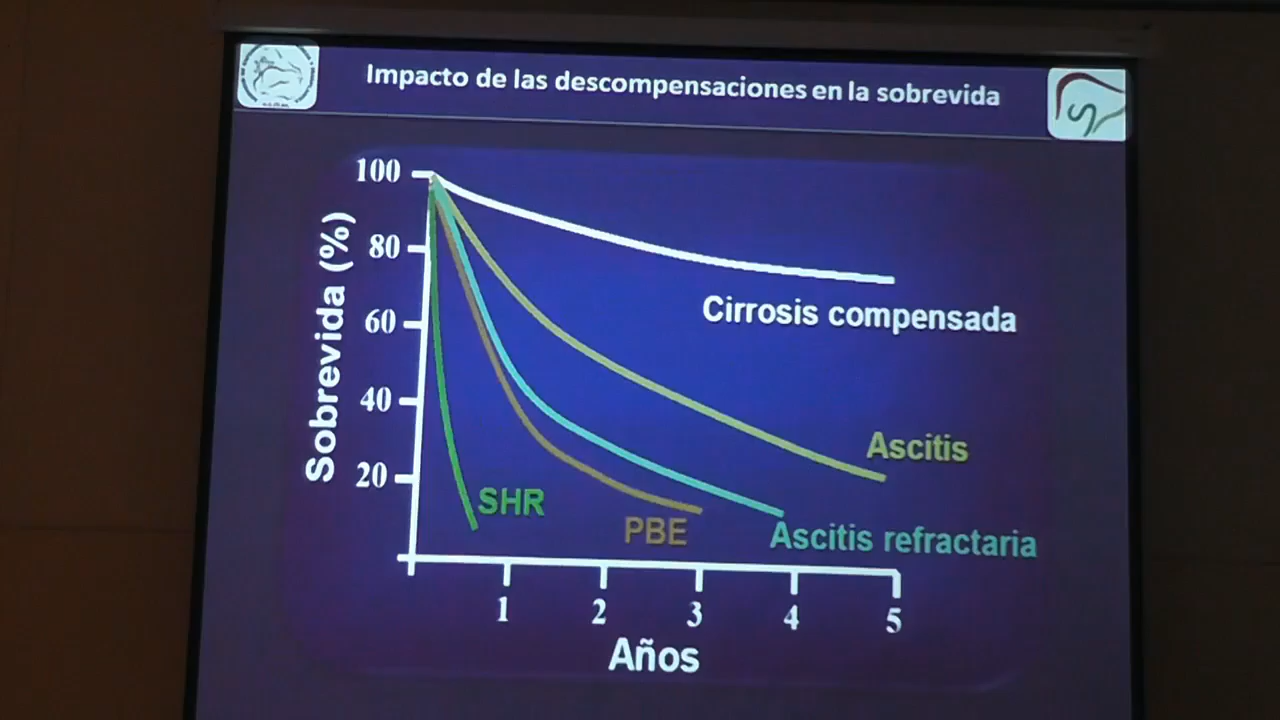 Impacto de las descompensaciones en la sobrevida
100
80
60
40
20
Sobrevida (%)
Cirrosis compensada
Ascitis
SHR
PBE
Ascitis refractaria
1 2 3 4 5
Años